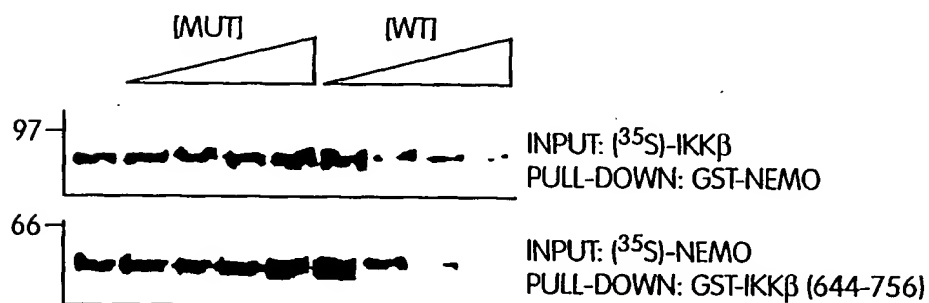 [MUT] [WT]
97
INPUT: (³⁵S)-IKKβ
PULL-DOWN: GST-NEMO
66
INPUT: (³⁵S)-NEMO
PULL-DOWN: GST-IKKβ (644-756)